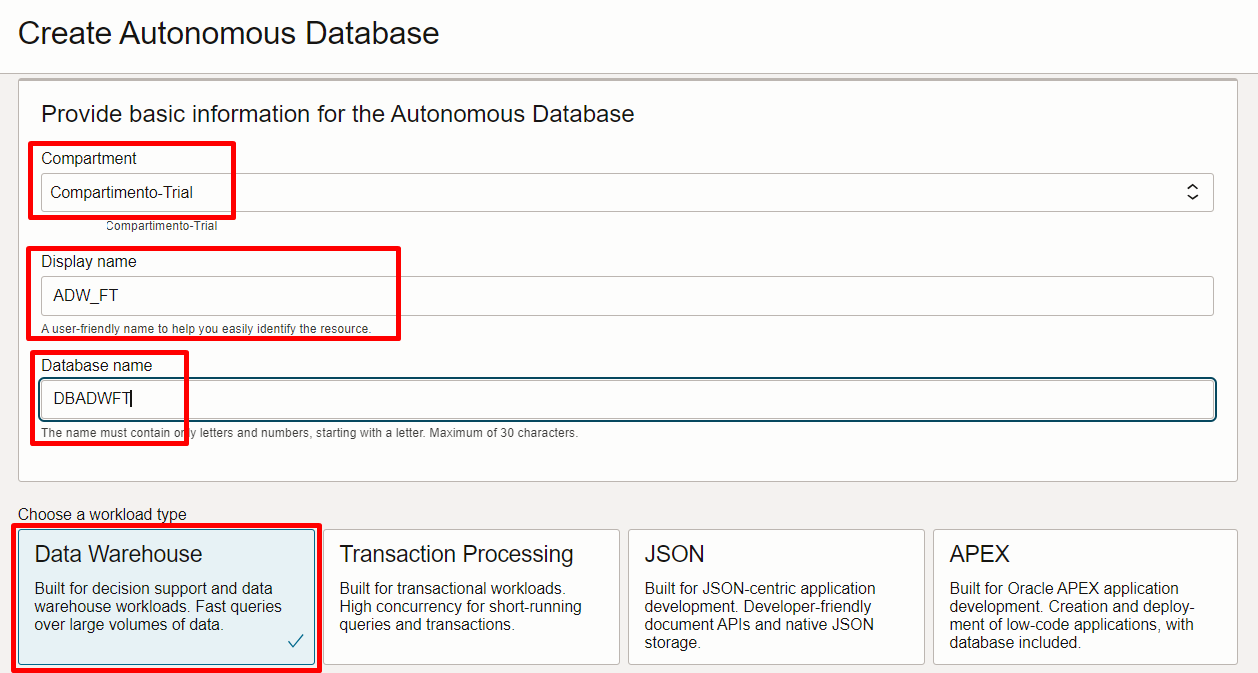 Create Autonomous Database
Provide basic information for the Autonomous Database
Compartment
Compartimento-Trial
Compartimento-Trial
Display name
ADW_FT
A user-friendly name to help you easily identify the resource.
Database name
DBADWFT
The name must contain only letters and numbers, starting with a letter. Maximum of 30 characters.
Choose a workload type
Data Warehouse
Built for decision support and data
warehouse workloads. Fast queries
over large volumes of data.
Transaction Processing
Built for transactional workloads.
High concurrency for short-running
queries and transactions.
JSON
Built for JSON-centric application
development. Developer-friendly
document APIs and native JSON
storage.
APEX
Built for Oracle APEX application
development. Creation and deploy-
ment of low-code applications, with
database included.